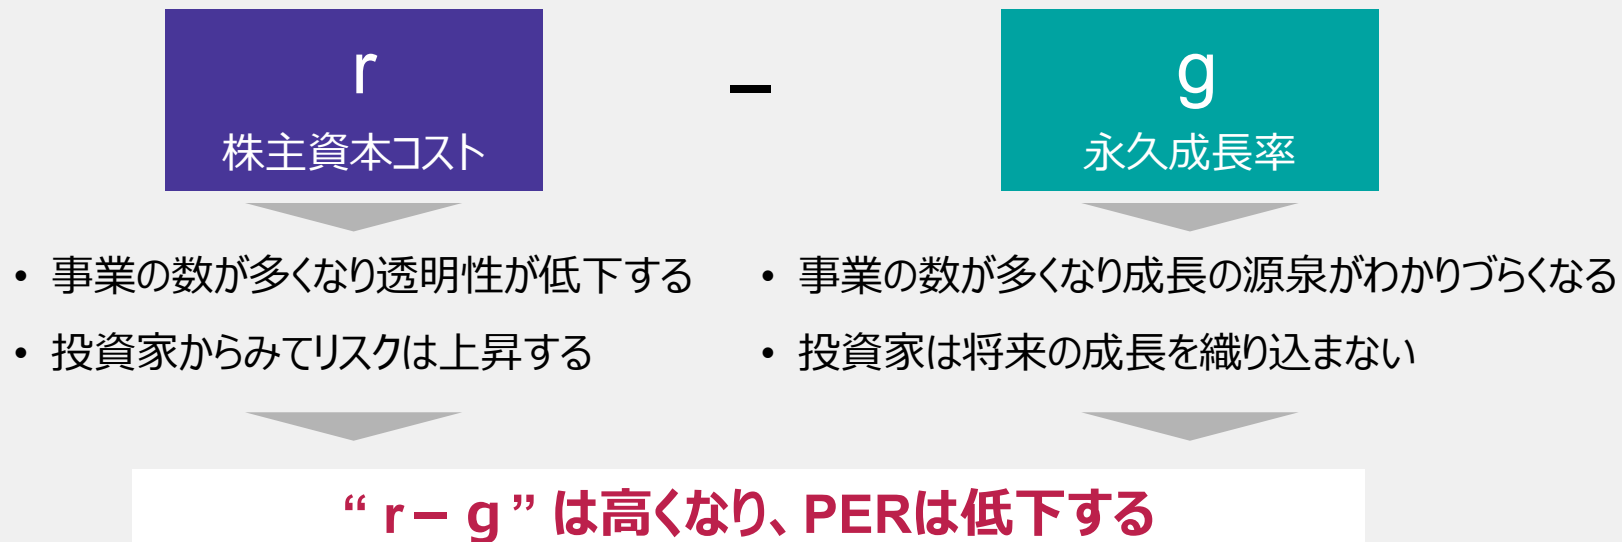 r
株主資本コスト
–
g
永久成長率
• 事業の数が多くなり透明性が低下する
• 投資家からみてリスクは上昇する
• 事業の数が多くなり成長の源泉がわかりづらくなる
• 投資家は将来の成長を織り込まない
“ r – g ” は高くなり、PERは低下する